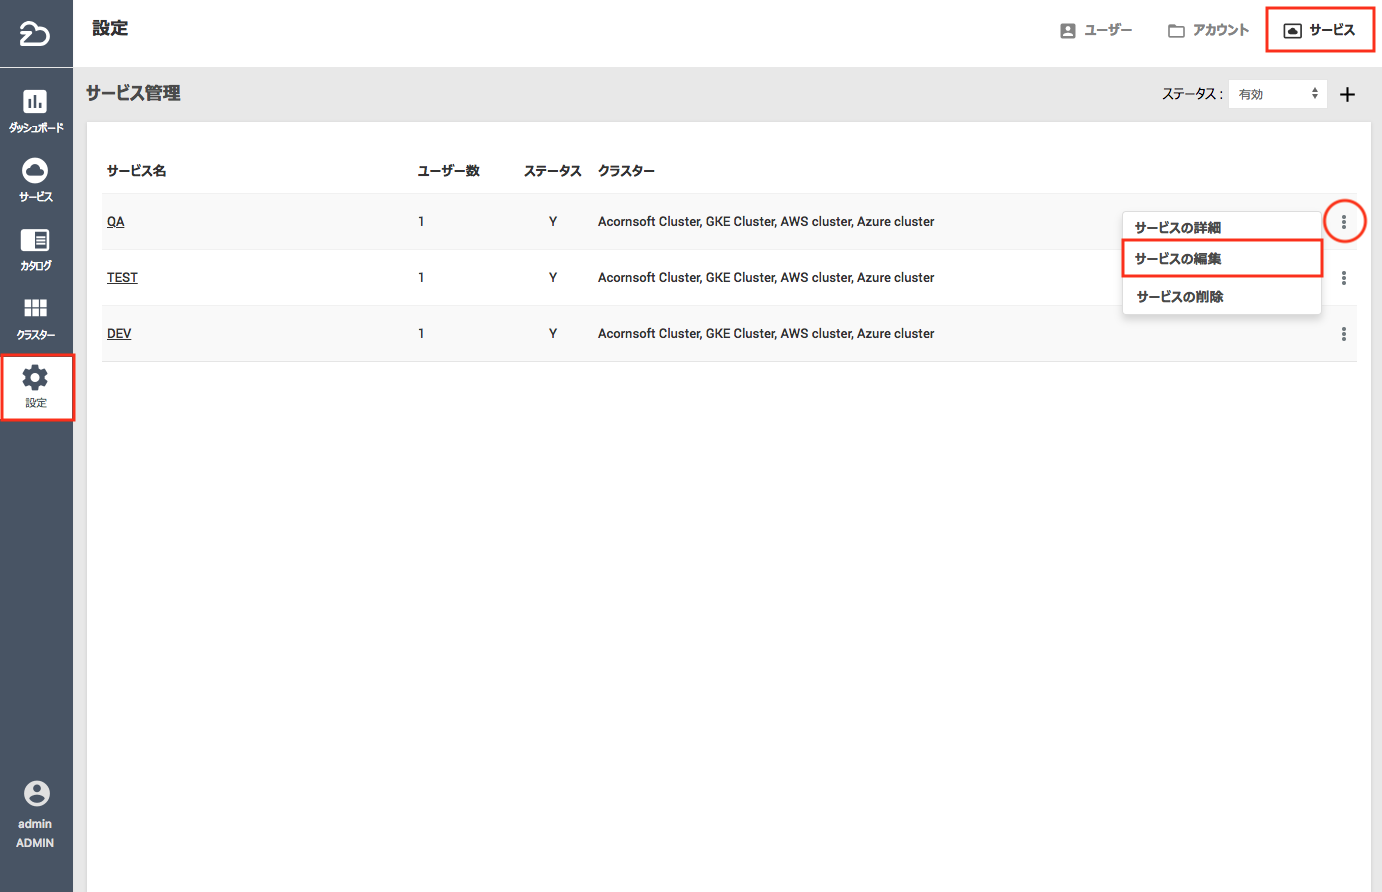 設定
ユーザー
アカウント
サービス
サービス管理
ステータス :
有効
ダッシュボード
サービス
カタログ
クラスター
設定
サービス名 ユーザー数 ステータス クラスター
QA 1 Y Acornsoft Cluster, GKE Cluster, AWS cluster, Azure cluster
TEST 1 Y Acornsoft Cluster, GKE Cluster, AWS cluster, Azure cluster
DEV 1 Y Acornsoft Cluster, GKE Cluster, AWS cluster, Azure cluster
サービスの詳細
サービスの編集
サービスの削除
admin
ADMIN